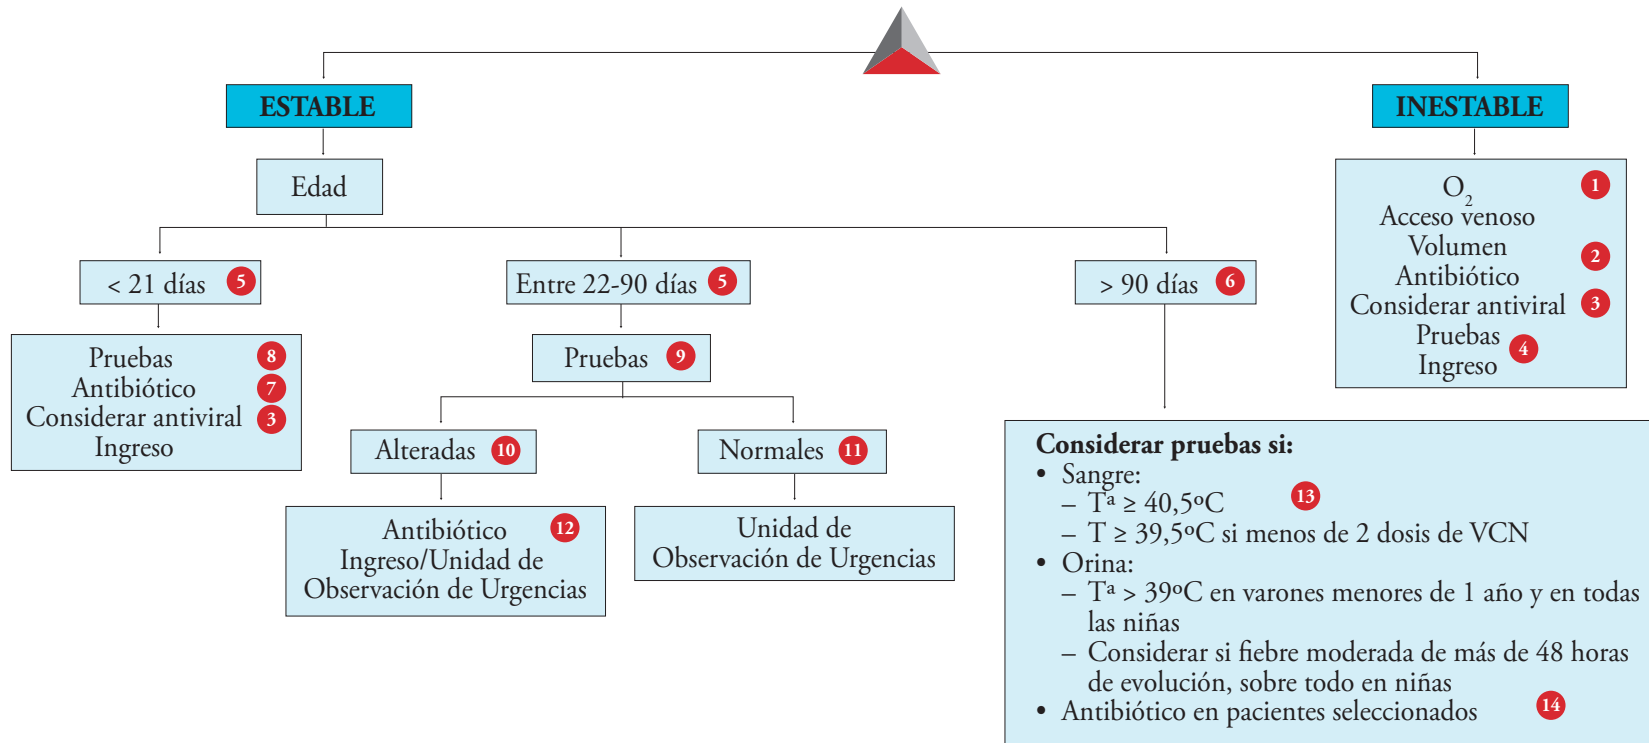 ESTABLE
INESTABLE
Edad
O₂ 1
Acceso venoso
Volumen
2
Antibiótico
Considerar antiviral 3
Pruebas
4
Ingreso
< 21 días 5
Entre 22-90 días 5
> 90 días 6
Pruebas 8
Antibiótico 7
Considerar antiviral 3
Ingreso
Pruebas 9
Alteradas 10
Normales 11
Antibiótico 12
Ingreso/Unidad de
Observación de Urgencias
Unidad de
Observación de Urgencias
Considerar pruebas si:
• Sangre:
– Tª ≥ 40,5ºC 13
– T ≥ 39,5ºC si menos de 2 dosis de VCN
• Orina:
– Tª > 39ºC en varones menores de 1 año y en todas
las niñas
– Considerar si fiebre moderada de más de 48 horas
de evolución, sobre todo en niñas
• Antibiótico en pacientes seleccionados 14